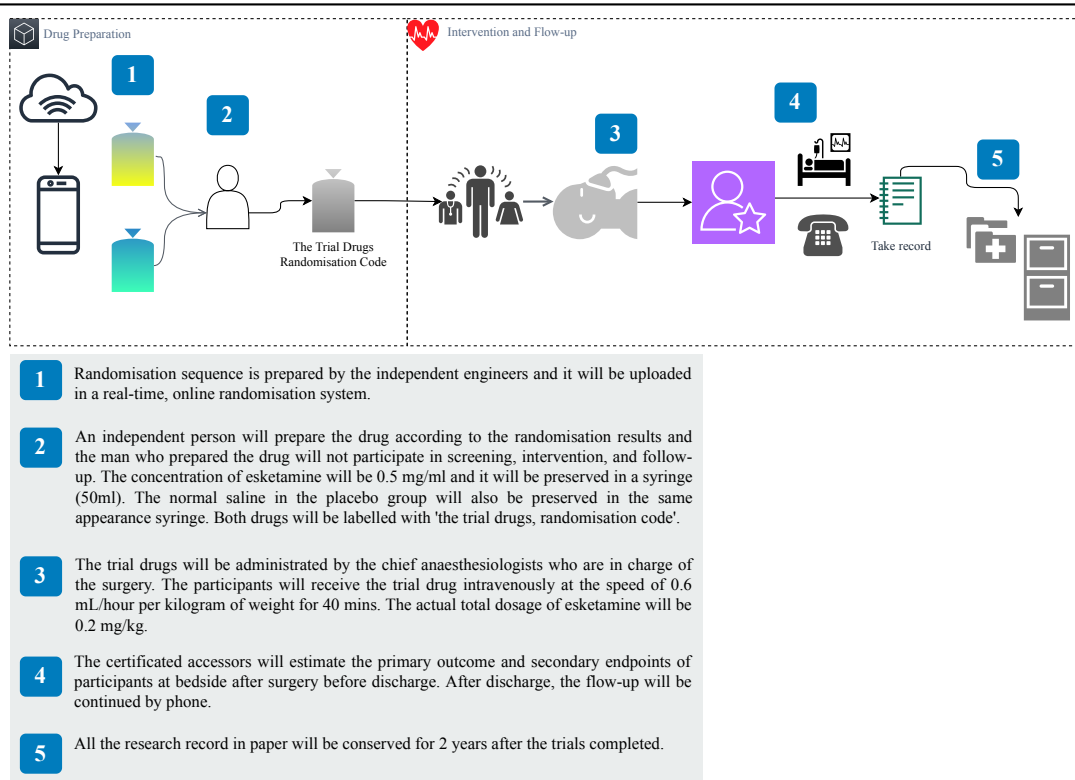 Drug Preparation
Intervention and Flow-up
1
2
3
4
5
The Trial Drugs
Randomisation Code
Take record
1
Randomisation sequence is prepared by the independent engineers and it will be uploaded
in a real-time, online randomisation system.
2
An independent person will prepare the drug according to the randomisation results and
the man who prepared the drug will not participate in screening, intervention, and follow-
up. The concentration of esketamine will be 0.5 mg/ml and it will be preserved in a syringe
(50ml). The normal saline in the placebo group will also be preserved in the same
appearance syringe. Both drugs will be labelled with 'the trial drugs, randomisation code'.
3
The trial drugs will be administrated by the chief anaesthesiologists who are in charge of
the surgery. The participants will receive the trial drug intravenously at the speed of 0.6
mL/hour per kilogram of weight for 40 mins. The actual total dosage of esketamine will be
0.2 mg/kg.
4
The certificated accessors will estimate the primary outcome and secondary endpoints of
participants at bedside after surgery before discharge. After discharge, the flow-up will be
continued by phone.
5
All the research record in paper will be conserved for 2 years after the trials completed.